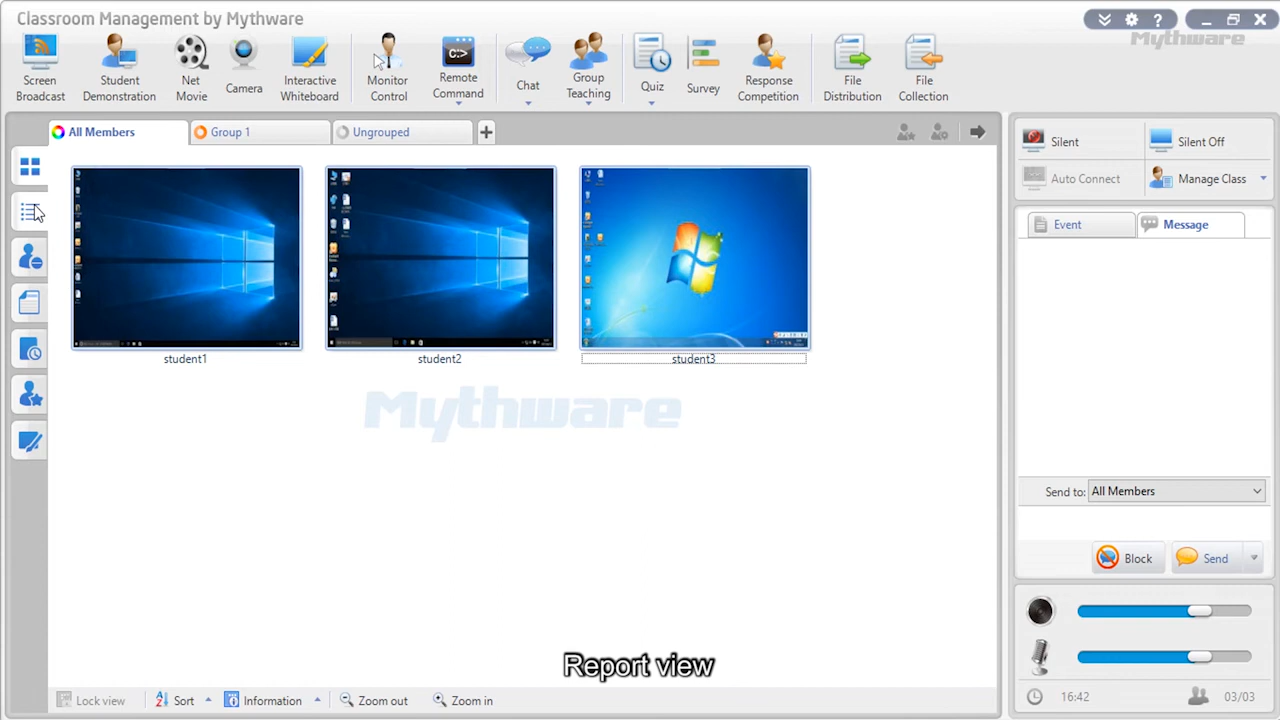 Classroom Management by Mythware
Mythware
Screen Broadcast
Student Demonstration
Net Movie
Camera
Interactive Whiteboard
Monitor Control
Remote Command
Chat
Group Teaching
Quiz
Survey
Response Competition
File Distribution
File Collection
All Members
Group 1
Ungrouped
Silent
Silent Off
Auto Connect
Manage Class
Event
Message
student1
student2
student3
Mythware
Send to: All Members
Block
Send
Report view
Lock view
Sort
Information
Zoom out
Zoom in
16:42
03/03